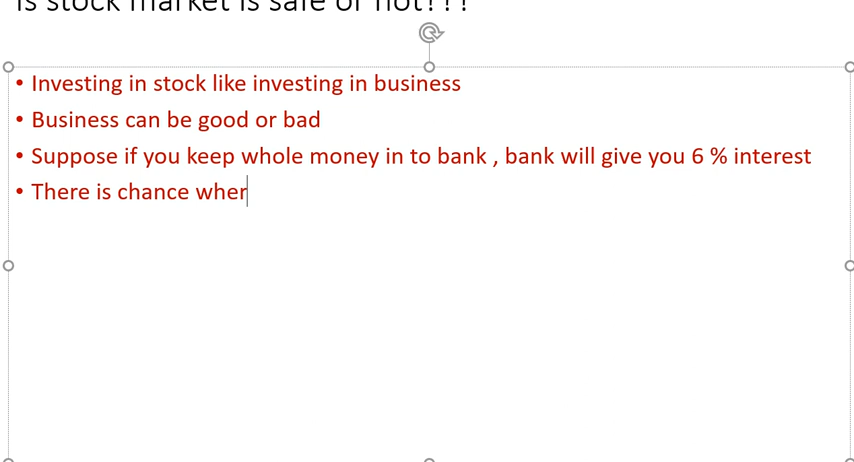 is stock market is safe or not???
• Investing in stock like investing in business
• Business can be good or bad
• Suppose if you keep whole money in to bank , bank will give you 6 % interest
• There is chance wher